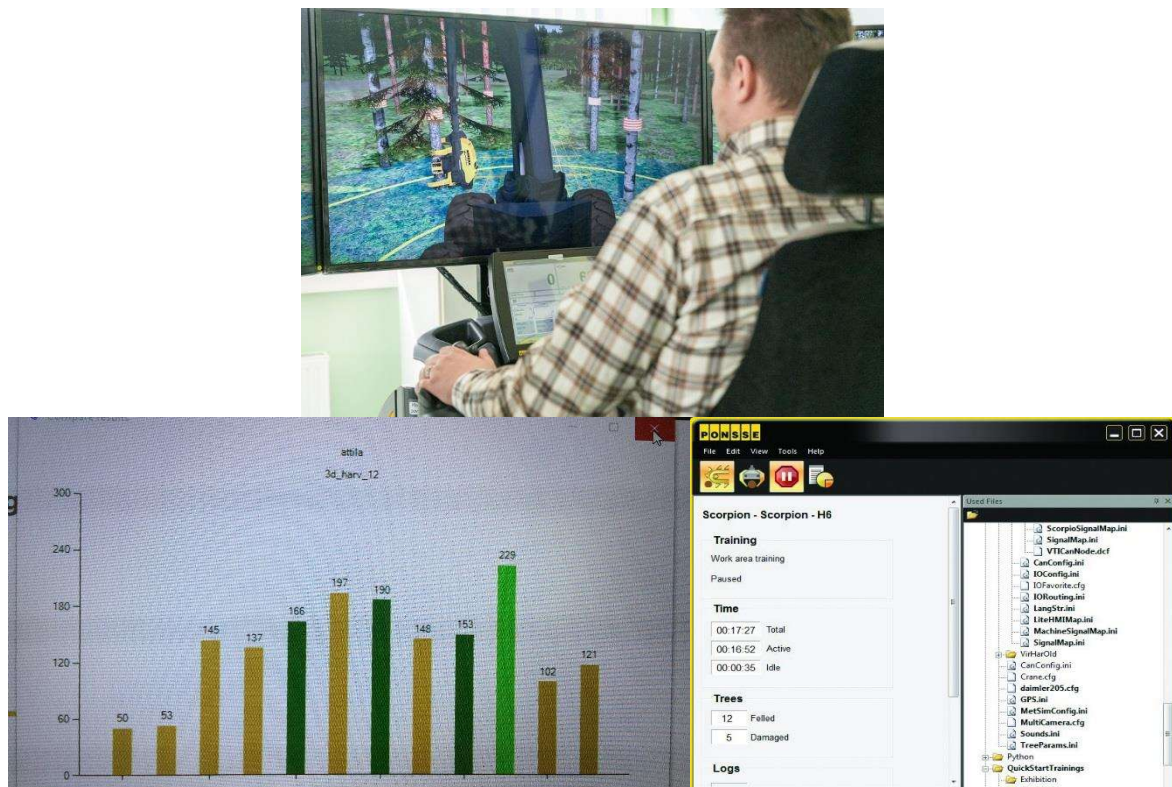 0
attila
3d_harv_12
300
240
180
120
60
0
50
53
145
137
166
197
190
148
153
229
102
121
PONSSE
File Edit View Tools Help
Scorpion - Scorpion - H6
Training
Work area training
Paused
Time
00:17:27 Total
00:16:52 Active
00:00:35 Idle
Trees
12 Felled
5 Damaged
Logs
Used Files
ScorpioSignalMap.ini
SignalMap.ini
VTICanNode.dcf
CanConfig.ini
IOConfig.ini
IOFavorite.cfg
IORouting.ini
LangStr.ini
LiteHMIMap.ini
MachineSignalMap.ini
SignalMap.ini
VirHarOld
CanConfig.ini
Crane.cfg
daimler205.cfg
GPS.ini
MetSimConfig.ini
MultiCamera.cfg
Sounds.ini
TreeParams.ini
Python
QuickStartTrainings
Exhibition